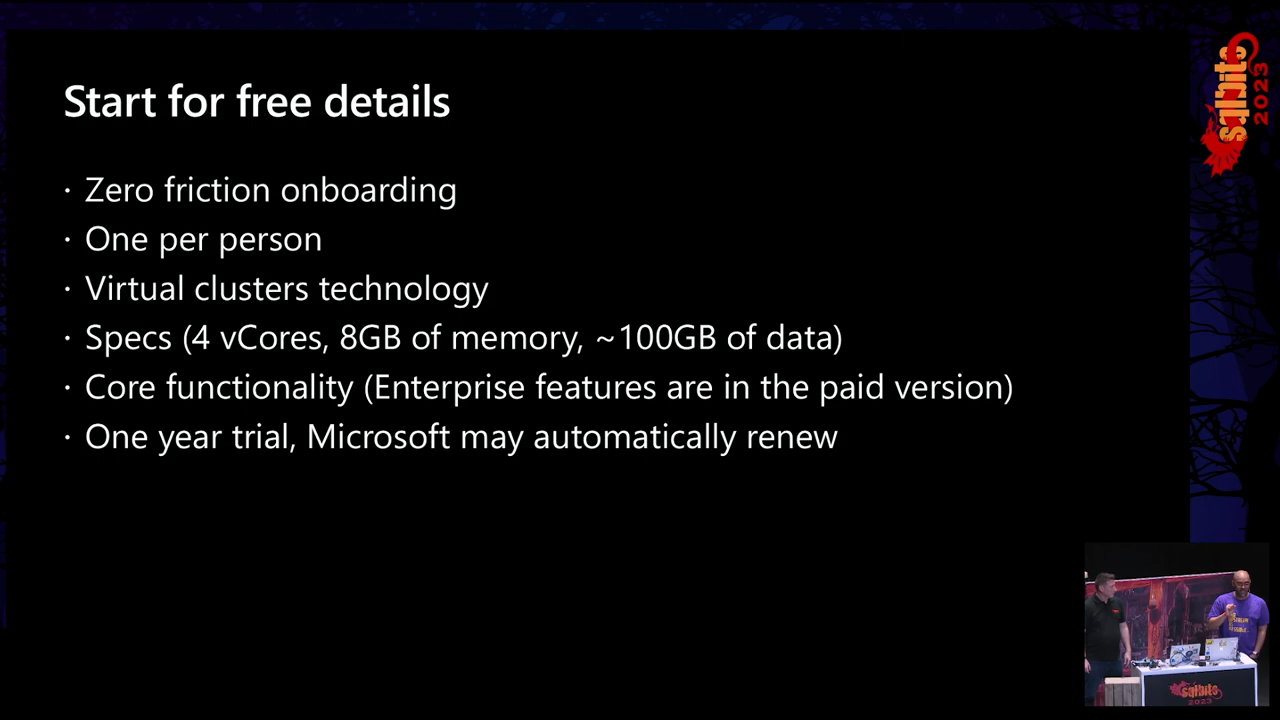 Start for free details
· Zero friction onboarding
· One per person
· Virtual clusters technology
· Specs (4 vCores, 8GB of memory, ~100GB of data)
· Core functionality (Enterprise features are in the paid version)
· One year trial, Microsoft may automatically renew
sqlbits
2023
sqlbits
2023